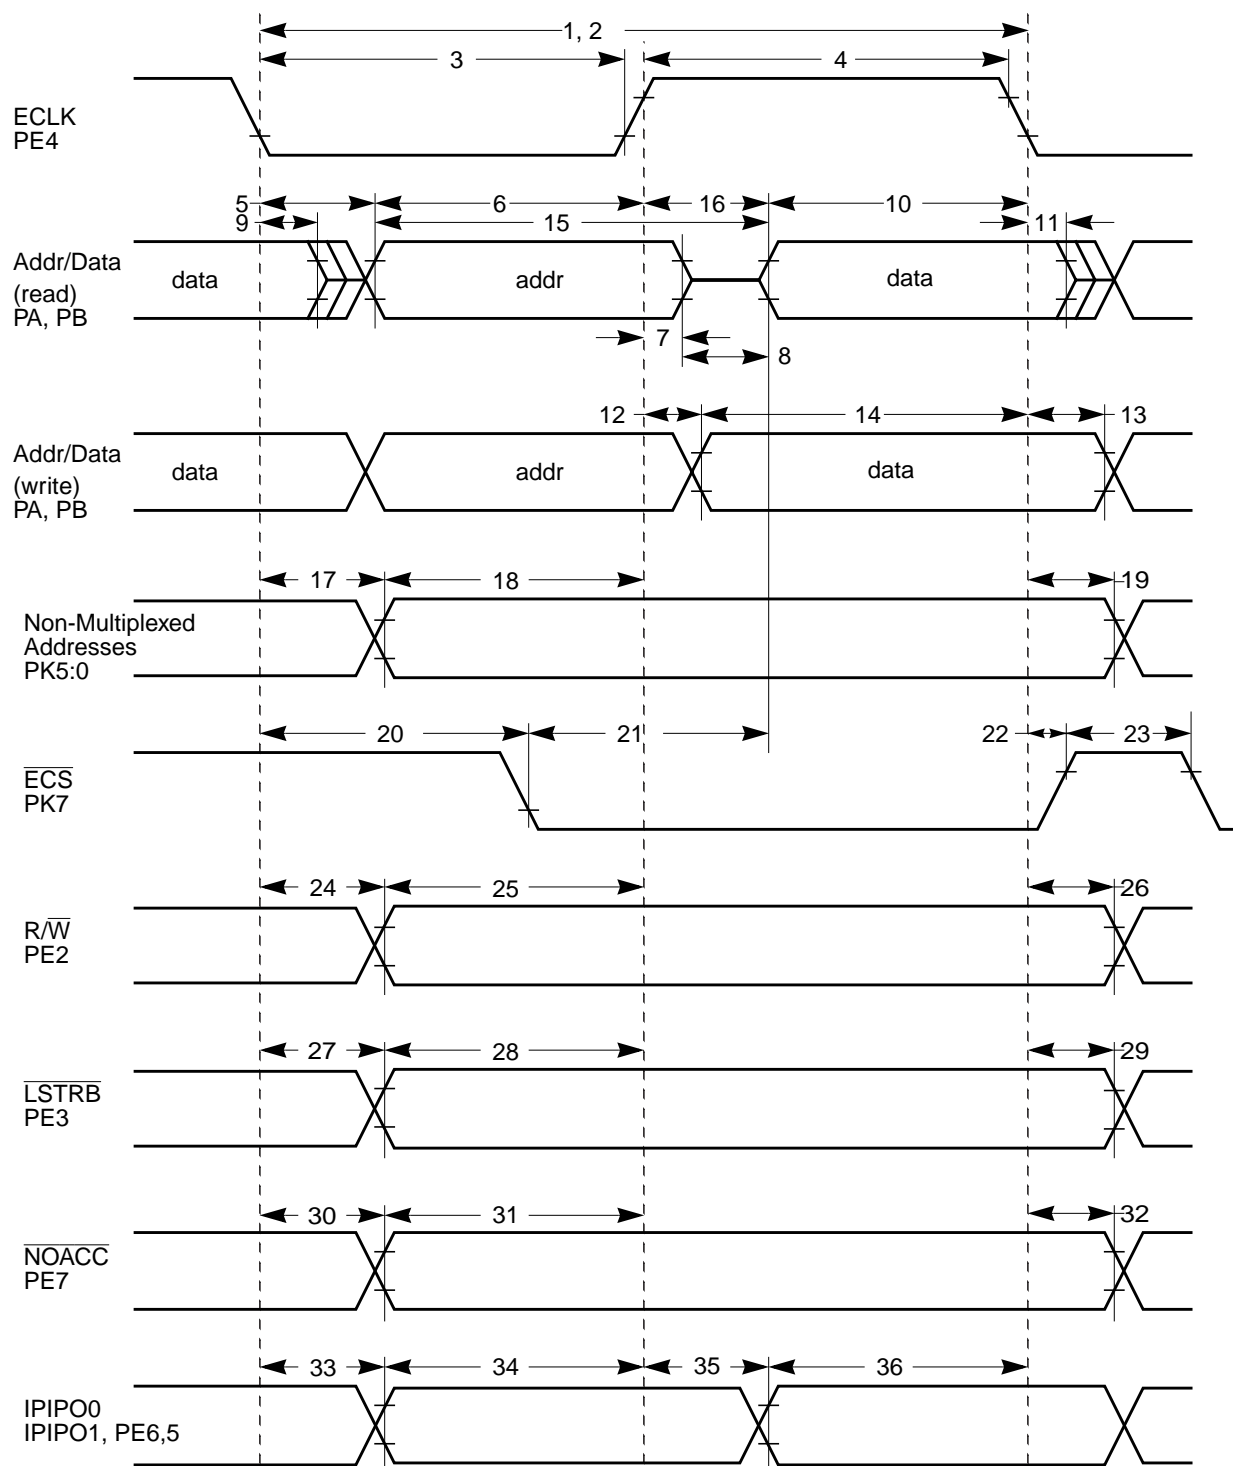 1, 2
3
4
ECLK
PE4
5
6
16
10
9
15
11
Addr/Data
(read)
PA, PB
data
addr
data
7
8
12
14
13
Addr/Data
(write)
PA, PB
data
addr
data
17
18
19
Non-Multiplexed
Addresses
PK5:0
20
21
22
23
ECS
PK7
24
25
26
R/W
PE2
27
28
29
LSTRB
PE3
30
31
32
NOACC
PE7
33
34
35
36
IPIPO0
IPIPO1, PE6,5